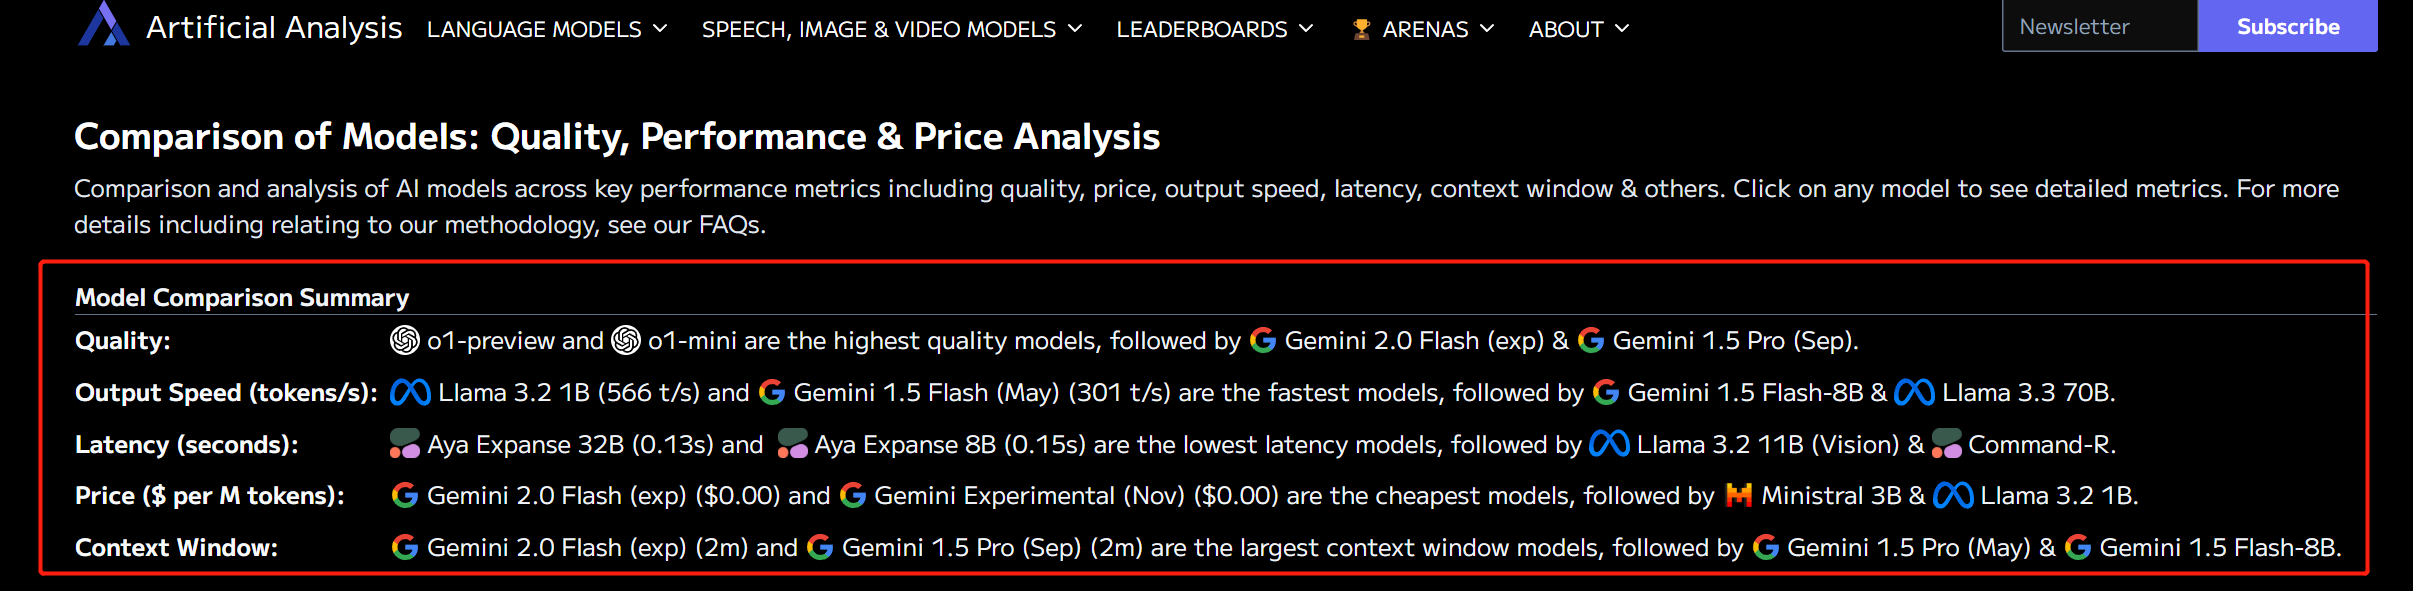 Artificial Analysis LANGUAGE MODELS SPEECH, IMAGE & VIDEO MODELS LEADERBOARDS ARENAS ABOUT Newsletter Subscribe
Comparison of Models: Quality, Performance & Price Analysis
Comparison and analysis of AI models across key performance metrics including quality, price, output speed, latency, context window & others. Click on any model to see detailed metrics. For more
details including relating to our methodology, see our FAQs.
Model Comparison Summary
Quality: o1-preview and o1-mini are the highest quality models, followed by Gemini 2.0 Flash (exp) & Gemini 1.5 Pro (Sep).
Output Speed (tokens/s): Llama 3.2 1B (566 t/s) and Gemini 1.5 Flash (May) (301 t/s) are the fastest models, followed by Gemini 1.5 Flash-8B & Llama 3.3 70B.
Latency (seconds): Aya Expanse 32B (0.13s) and Aya Expanse 8B (0.15s) are the lowest latency models, followed by Llama 3.2 11B (Vision) & Command-R.
Price ($ per M tokens): Gemini 2.0 Flash (exp) ($0.00) and Gemini Experimental (Nov) ($0.00) are the cheapest models, followed by Ministral 3B & Llama 3.2 1B.
Context Window: Gemini 2.0 Flash (exp) (2m) and Gemini 1.5 Pro (Sep) (2m) are the largest context window models, followed by Gemini 1.5 Pro (May) & Gemini 1.5 Flash-8B.